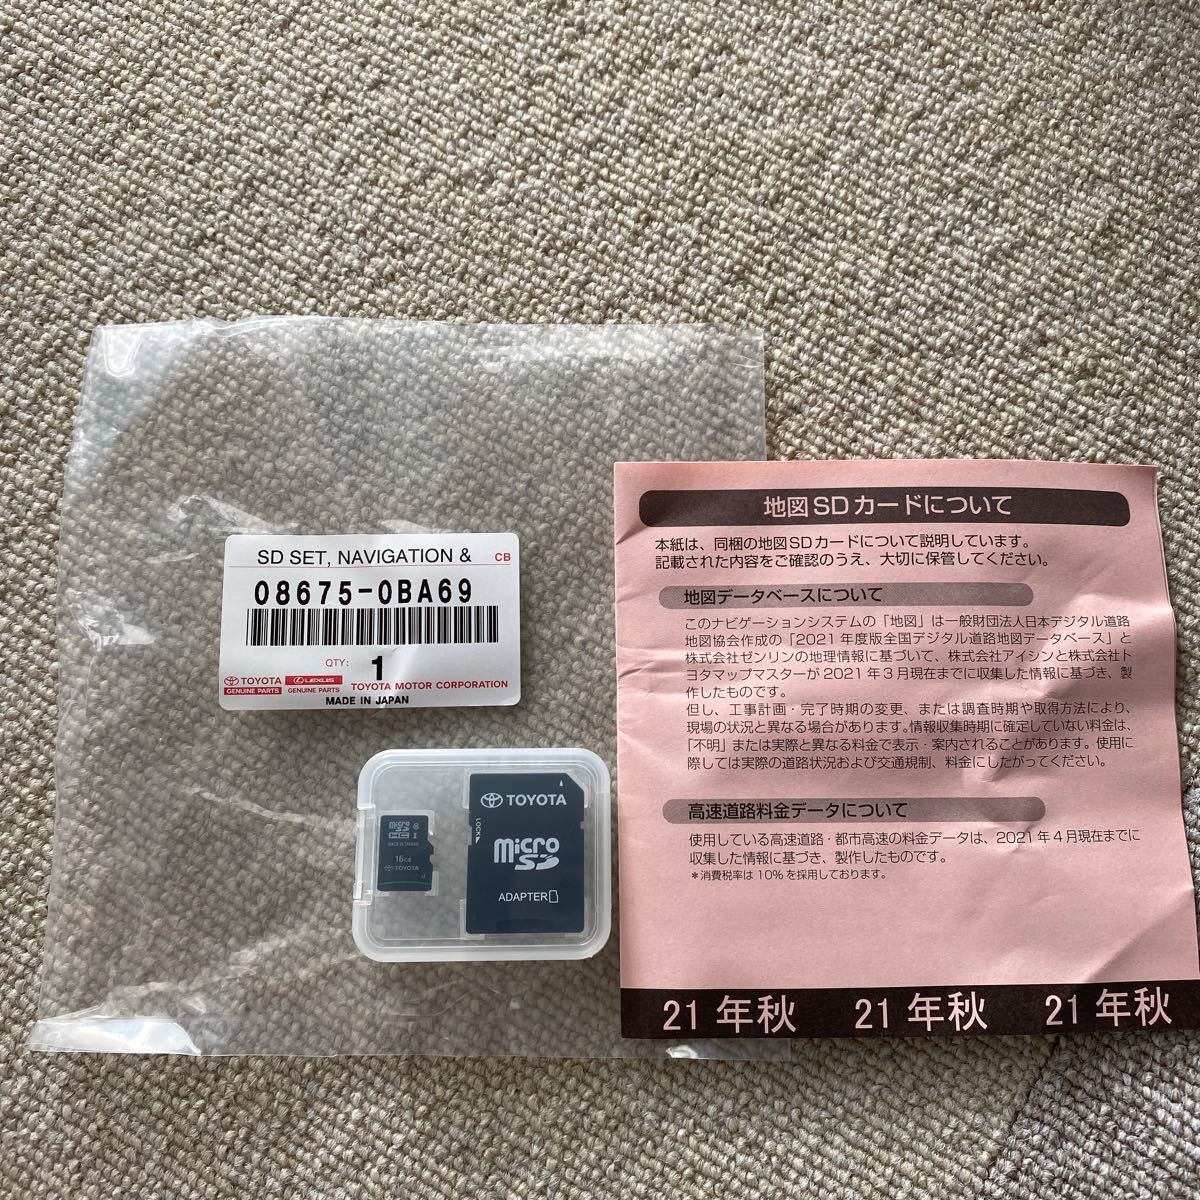 SD SET, NAVIGATION & CB
08675-0BA69
QTY: 1
TOYOTA LEXUS
GENUINE PARTS GENUINE PARTS TOYOTA MOTOR CORPORATION
MADE IN JAPAN
micro
SD HC I
MADE IN TAIWAN
16GB
TOYOTA
TOYOTA
LOCK
micro
SD
ADAPTER
地図SDカードについて
本紙は、同梱の地図SDカードについて説明しています。
記載された内容をご確認のうえ、大切に保管してください。
地図データベースについて
このナビゲーションシステムの「地図」は一般財団法人日本デジタル道路
地図協会作成の「2021年度版全国デジタル道路地図データベース」と
株式会社ゼンリンの地理情報に基づいて、株式会社アイシンと株式会社ト
ヨタマップマスターが2021年3月現在までに収集した情報に基づき、製
作したものです。
但し、工事計画・完了時期の変更、または調査時期や取得方法により、
現場の状況と異なる場合があります。情報収集時期に確定していない料金は、
「不明」または実際と異なる料金で表示・案内されることがあります。使用に
際しては実際の道路状況および交通規制、料金にしたがってください。
高速道路料金データについて
使用している高速道路・都市高速の料金データは、2021年4月現在までに
収集した情報に基づき、製作したものです。
*消費税率は10%を採用しております。
21年秋 21年秋 21年秋